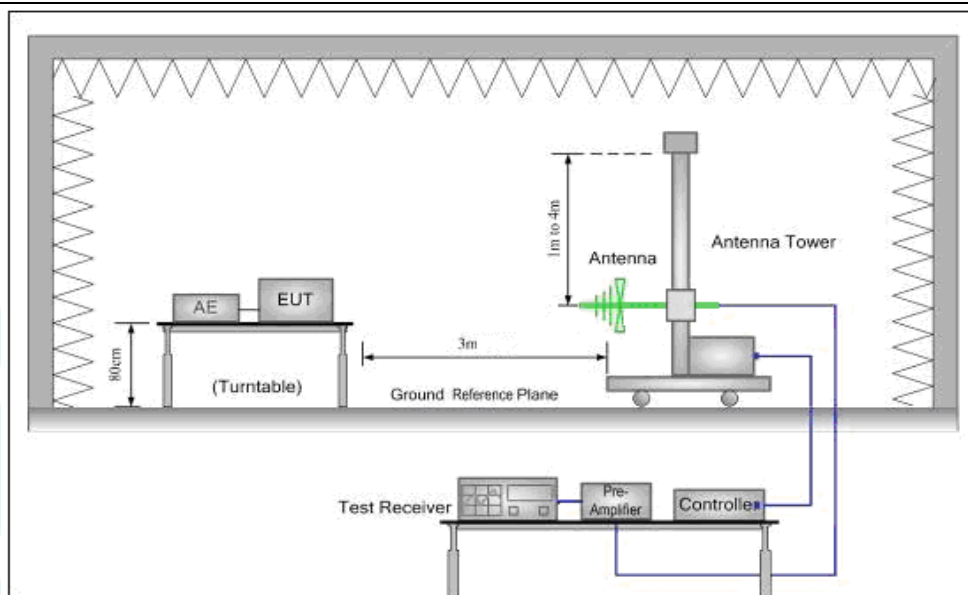 1m to 4m
Antenna Tower
Antenna
AE
EUT
3m
80cm
(Turntable)
Ground Reference Plane
Test Receiver
Pre-
Amplifier
Controller